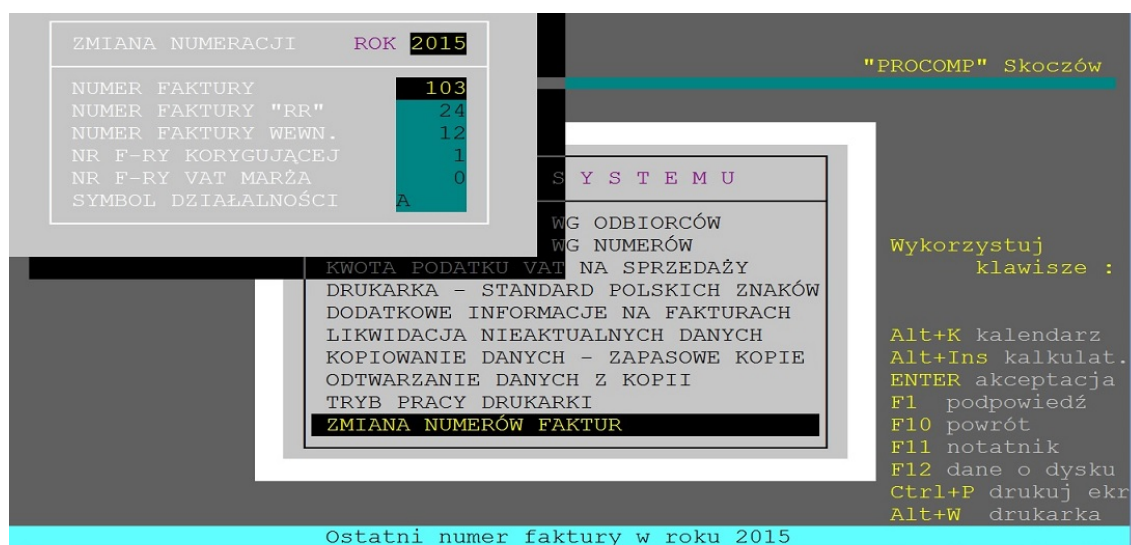 ZMIANA NUMERACJI ROK 2015
NUMER FAKTURY 103
NUMER FAKTURY "RR" 24
NUMER FAKTURY WEWN. 12
NR F-RY KORYGUJĄCEJ 1
NR F-RY VAT MARŻA 0
SYMBOL DZIAŁALNOŚCI A
"PROCOMP" Skoczów
S Y S T E M U
WG ODBIORCÓW
WG NUMERÓW
KWOTA PODATKU VAT NA SPRZEDAŻY
DRUKARKA - STANDARD POLSKICH ZNAKÓW
DODATKOWE INFORMACJE NA FAKTURACH
LIKWIDACJA NIEAKTUALNYCH DANYCH
KOPIOWANIE DANYCH - ZAPASOWE KOPIE
ODTWARZANIE DANYCH Z KOPII
TRYB PRACY DRUKARKI
ZMIANA NUMERÓW FAKTUR
Wykorzystuj
klawisze :
Alt+K kalendarz
Alt+Ins kalkulat.
ENTER akceptacja
F1 podpowiedź
F10 powrót
F11 notatnik
F12 dane o dysku
Ctrl+P drukuj ekr
Alt+W drukarka
Ostatni numer faktury w roku 2015